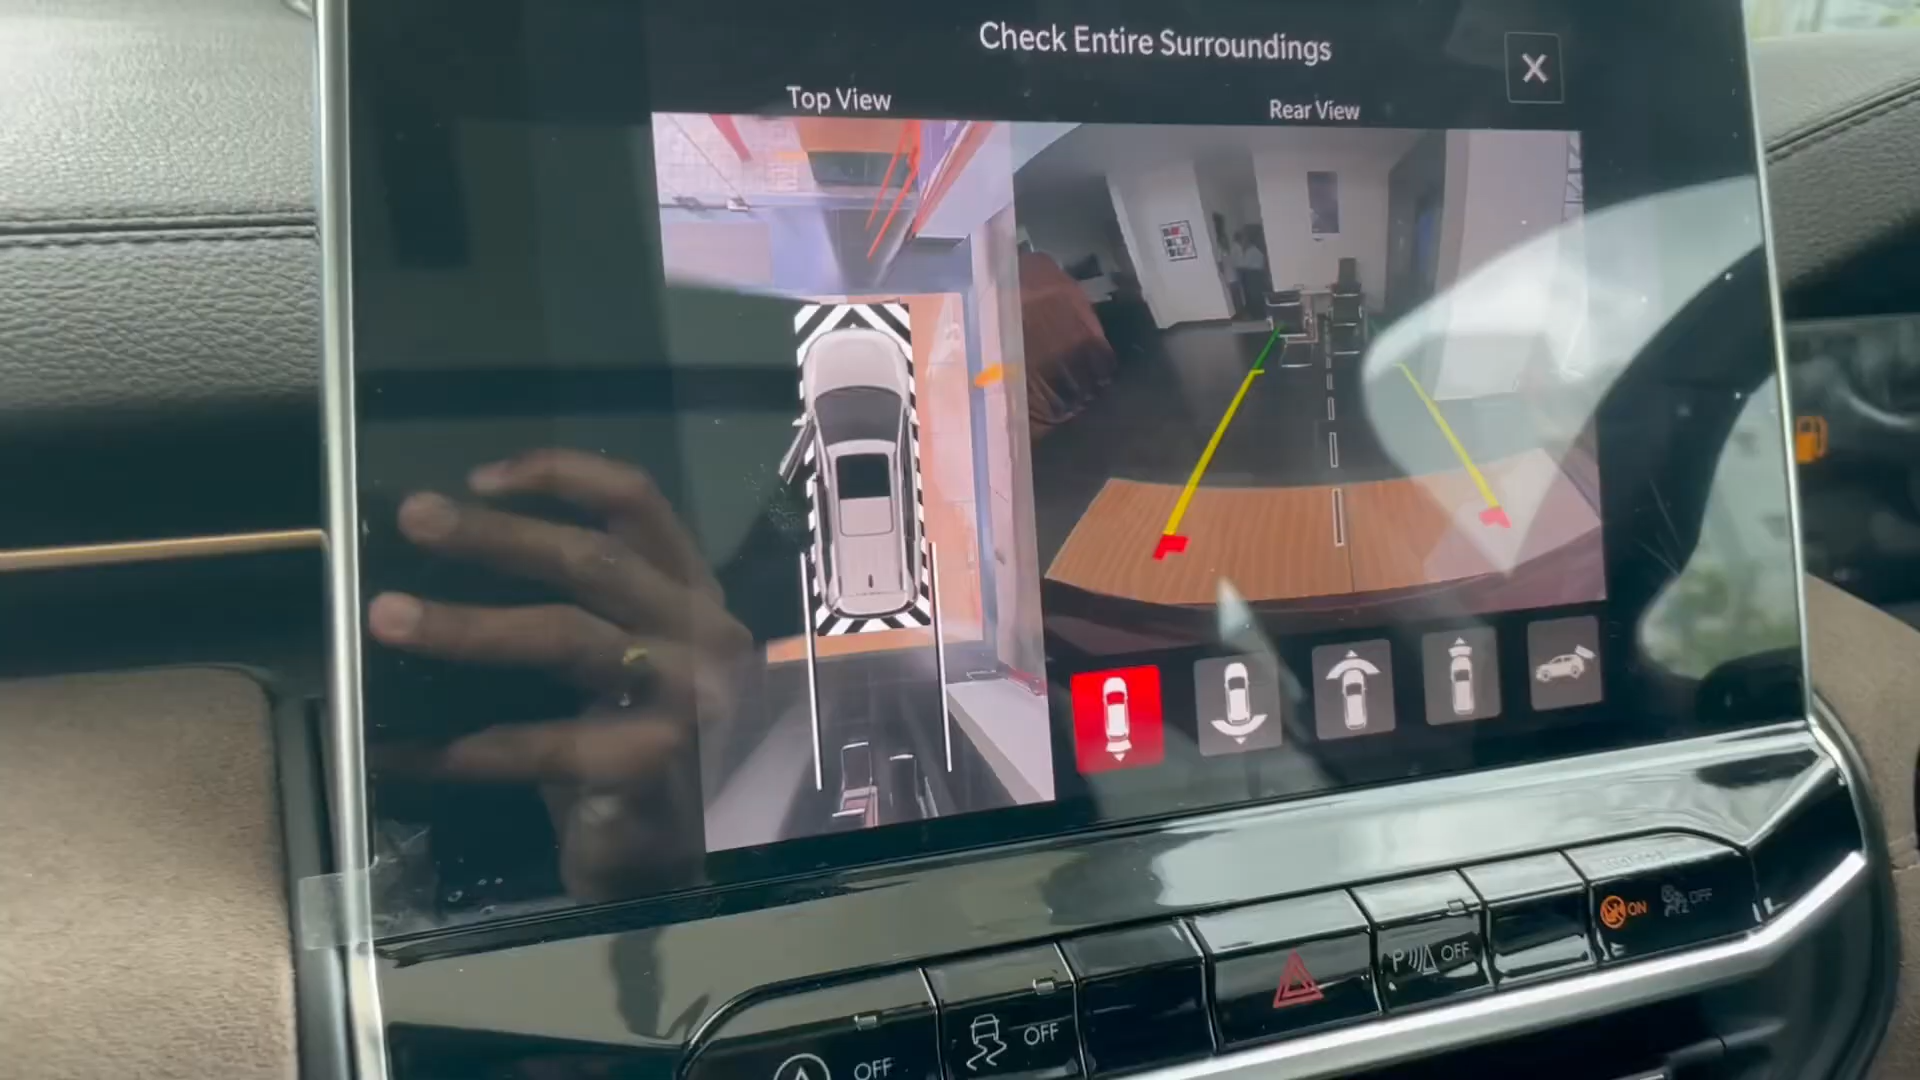 Check Entire Surroundings
X
Top View
Rear View
ON
OFF
P OFF
OFF
A OFF